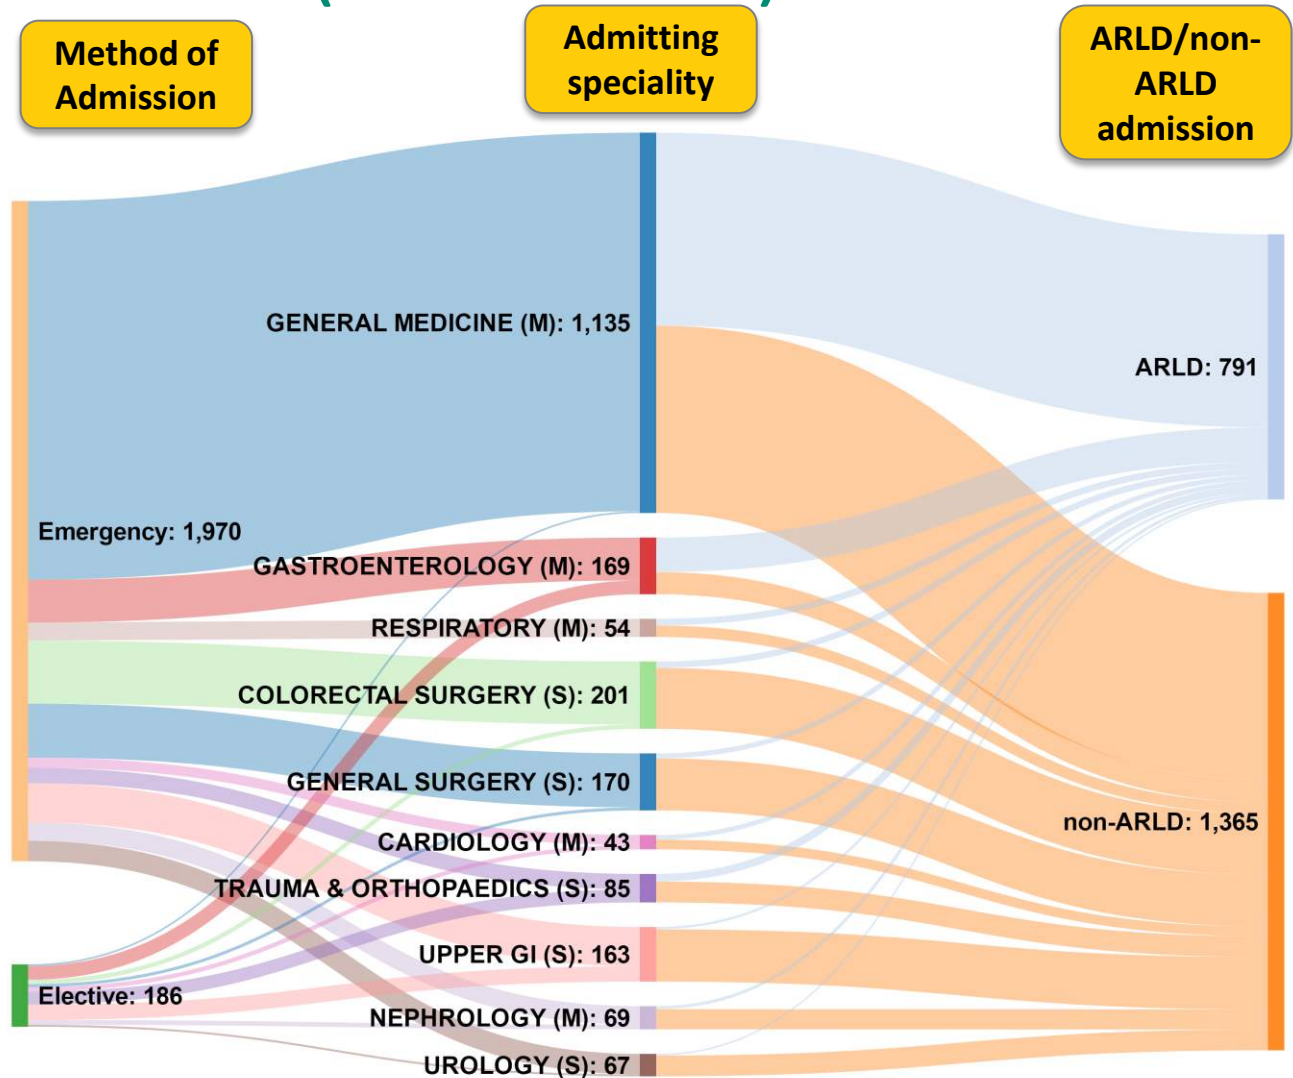 Method of
Admission
Admitting
speciality
ARLD/non-
ARLD
admission
GENERAL MEDICINE (M): 1,135
ARLD: 791
Emergency: 1,970
GASTROENTEROLOGY (M): 169
RESPIRATORY (M): 54
COLORECTAL SURGERY (S): 201
GENERAL SURGERY (S): 170
non-ARLD: 1,365
CARDIOLOGY (M): 43
TRAUMA & ORTHOPAEDICS (S): 85
UPPER GI (S): 163
Elective: 186
NEPHROLOGY (M): 69
UROLOGY (S): 67